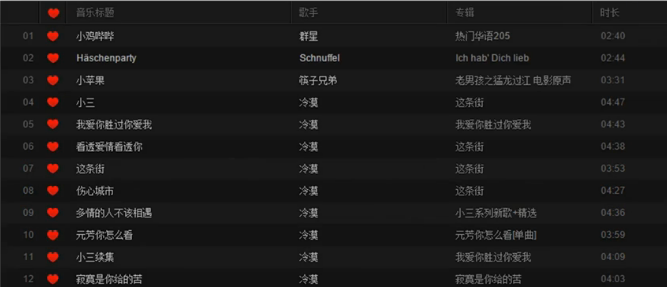 音乐标题 歌手 专辑 时长
01 小鸡哔哔 群星 热门华语205 02:40
02 Häschenparty Schnuffel Ich hab' Dich lieb 02:44
03 小苹果 筷子兄弟 老男孩之猛龙过江 电影原声 03:31
04 小三 冷漠 这条街 04:47
05 我爱你胜过你爱我 冷漠 我爱你胜过你爱我 04:43
06 看透爱情看透你 冷漠 这条街 04:38
07 这条街 冷漠 这条街 03:53
08 伤心城市 冷漠 这条街 04:27
09 多情的人不该相遇 冷漠 小三系列新歌+精选 04:36
10 元芳你怎么看 冷漠 元芳你怎么看[单曲] 03:59
11 小三续集 冷漠 我爱你胜过你爱我 04:09
12 寂寞是你给的苦 冷漠 寂寞是你给的苦 04:03